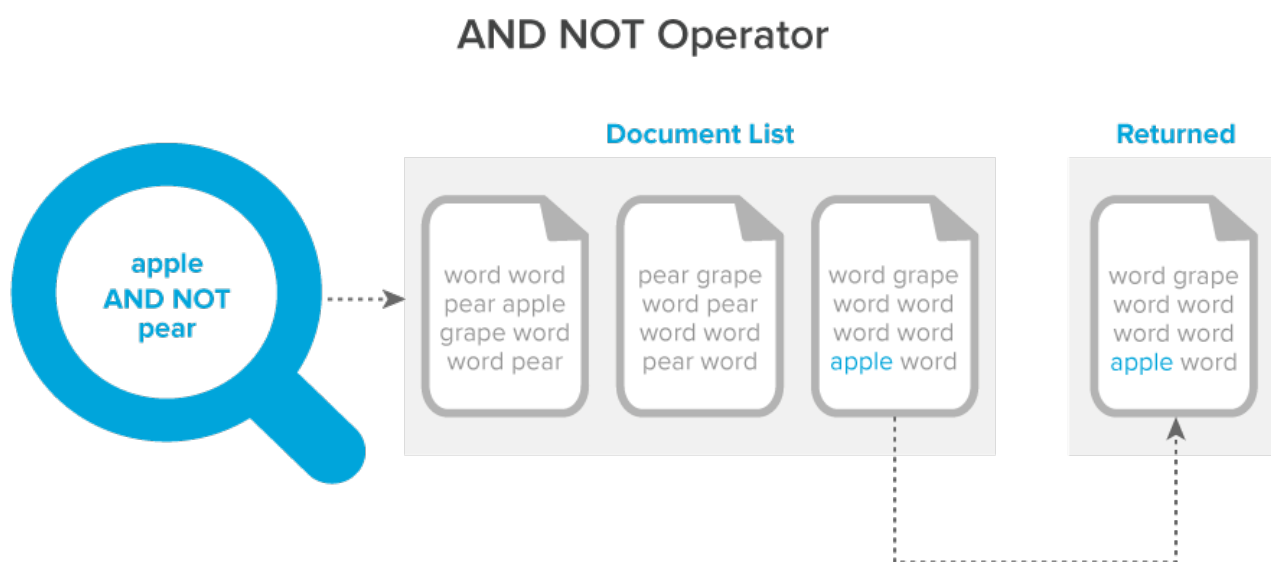 AND NOT Operator
Document List
Returned
apple
AND NOT
pear
word word
pear apple
grape word
word pear
pear grape
word pear
word word
pear word
word grape
word word
word word
apple word
word grape
word word
word word
apple word